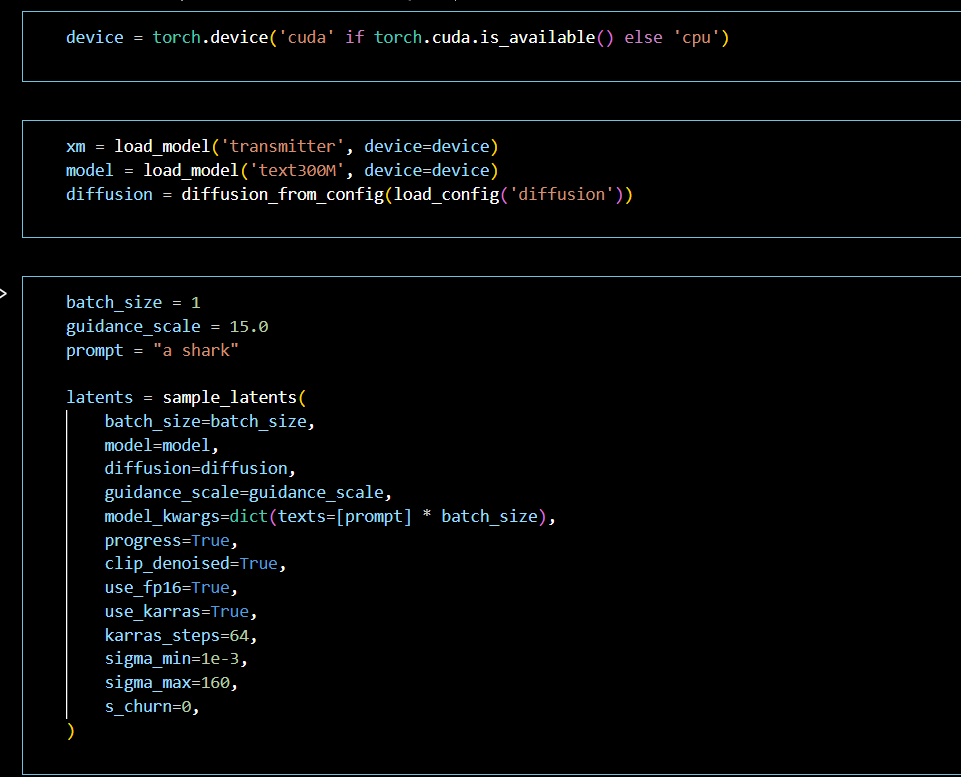 device = torch.device('cuda' if torch.cuda.is_available() else 'cpu')
xm = load_model('transmitter', device=device)
model = load_model('text300M', device=device)
diffusion = diffusion_from_config(load_config('diffusion'))
batch_size = 1
guidance_scale = 15.0
prompt = "a shark"
latents = sample_latents(
    batch_size=batch_size,
    model=model,
    diffusion=diffusion,
    guidance_scale=guidance_scale,
    model_kwargs=dict(texts=[prompt] * batch_size),
    progress=True,
    clip_denoised=True,
    use_fp16=True,
    use_karras=True,
    karras_steps=64,
    sigma_min=1e-3,
    sigma_max=160,
    s_churn=0,
)